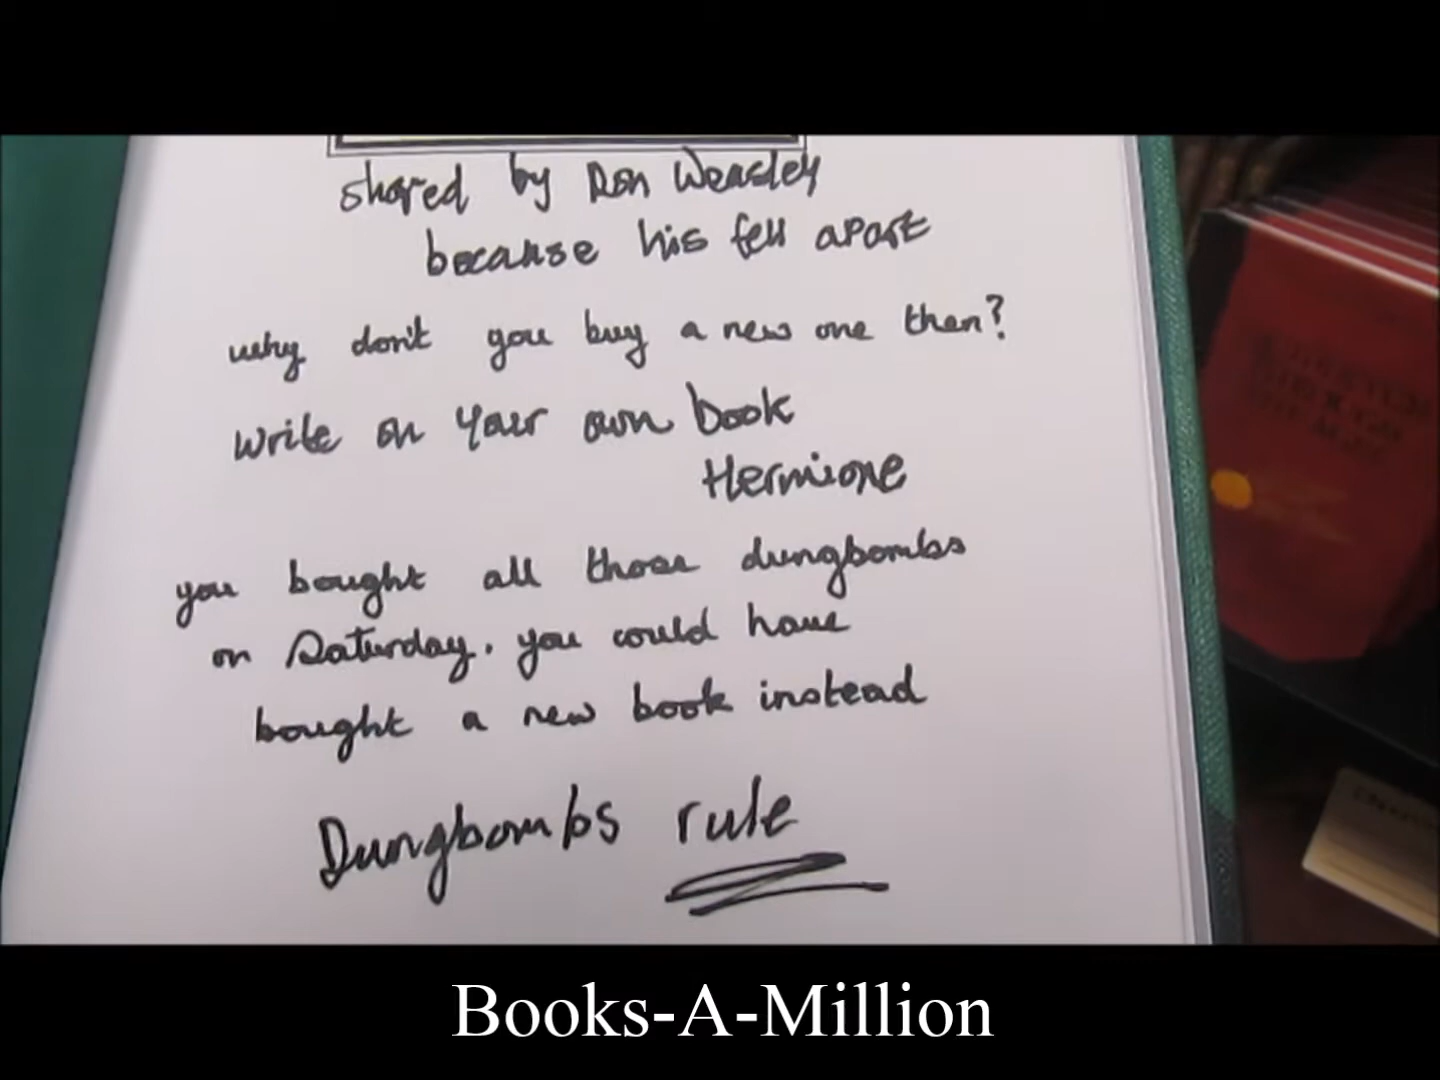 shared by Ron Weasley
because his fell apart
why don't you buy a new one then?
write on your own book
Hermione
you bought all those dungbombs
on Saturday. you could have
bought a new book instead
Dungbombs rule
Books-A-Million